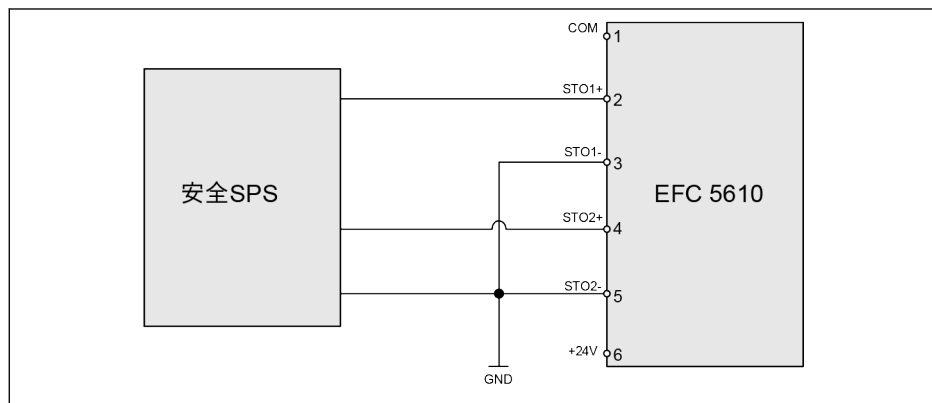 COM
1
STO1+
2
STO1-
3
安全SPS
EFC 5610
STO2+
4
STO2-
5
+24V
6
GND